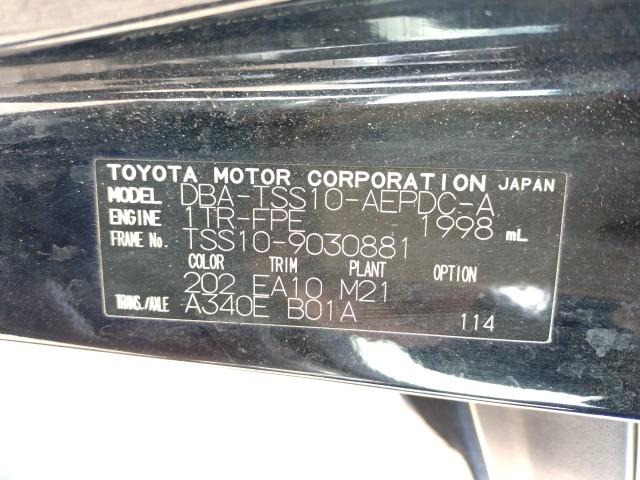 TOYOTA MOTOR CORPORATION JAPAN
MODEL DBA-TSS10-AEPDC-A
ENGINE 1TR-FPE 1998 mL
FRAME No. TSS10-9030881
COLOR TRIM PLANT OPTION
202 EA10 M21
TRANS./AXLE A340E B01A
114